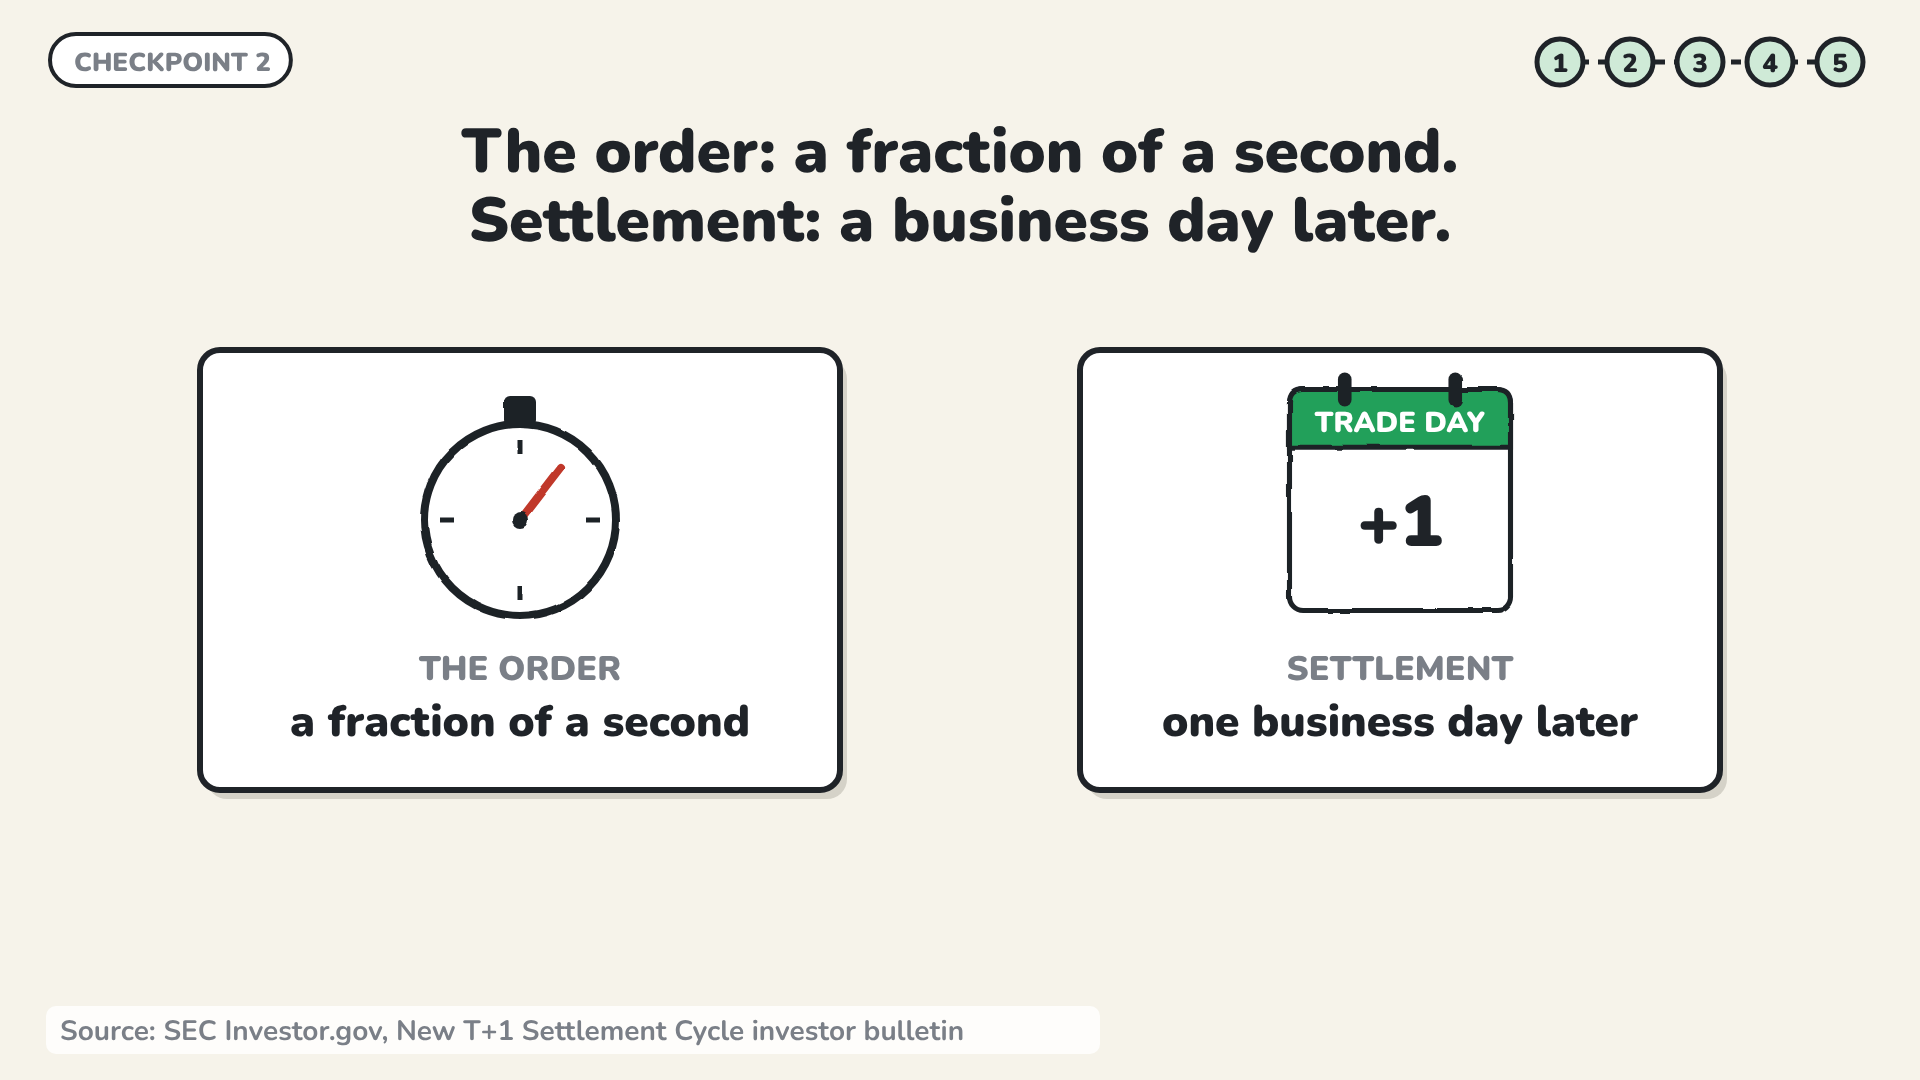 CHECKPOINT 2
1 2 3 4 5
The order: a fraction of a second.
Settlement: a business day later.
TRADE DAY
+1
THE ORDER
a fraction of a second
SETTLEMENT
one business day later
Source: SEC Investor.gov, New T+1 Settlement Cycle investor bulletin